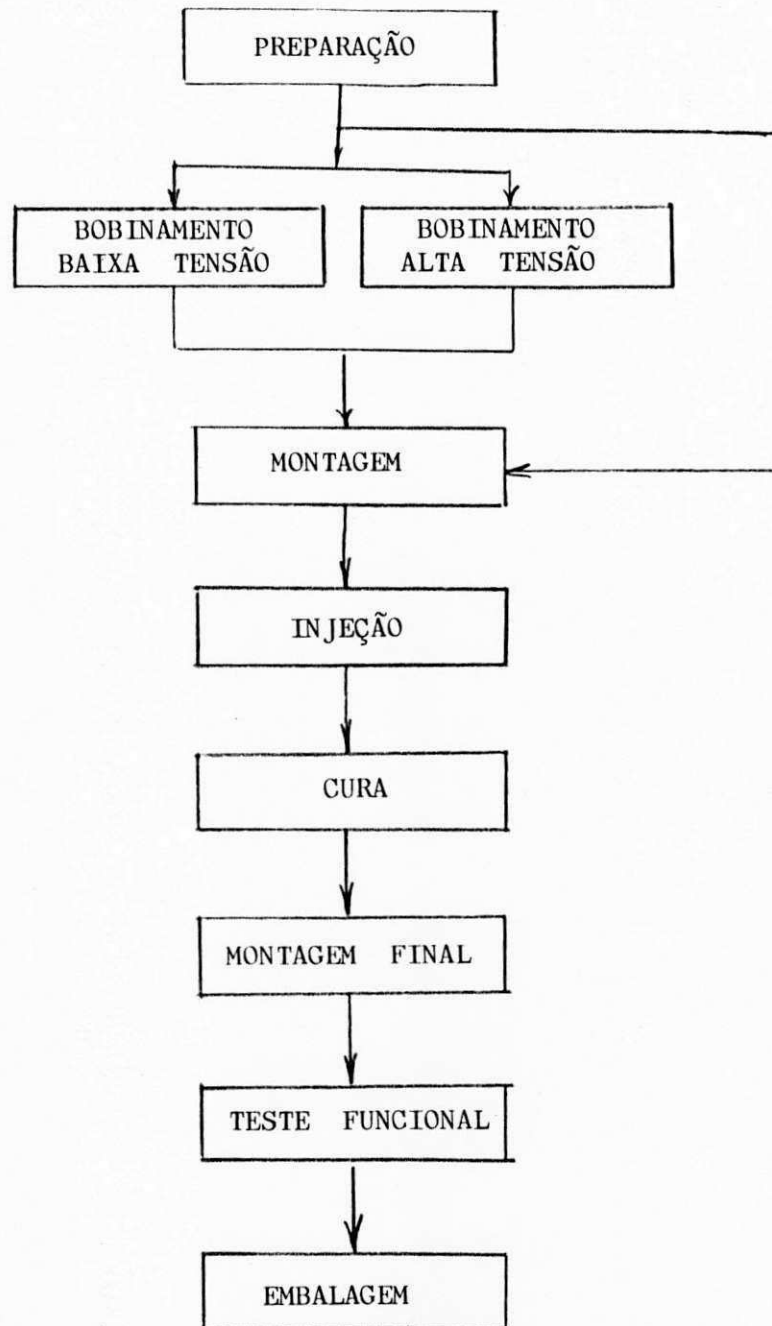 PREPARAÇÃO
BOBINAMENTO
BAIXA TENSÃO
BOBINAMENTO
ALTA TENSÃO
MONTAGEM
INJEÇÃO
CURA
MONTAGEM FINAL
TESTE FUNCIONAL
EMBALAGEM